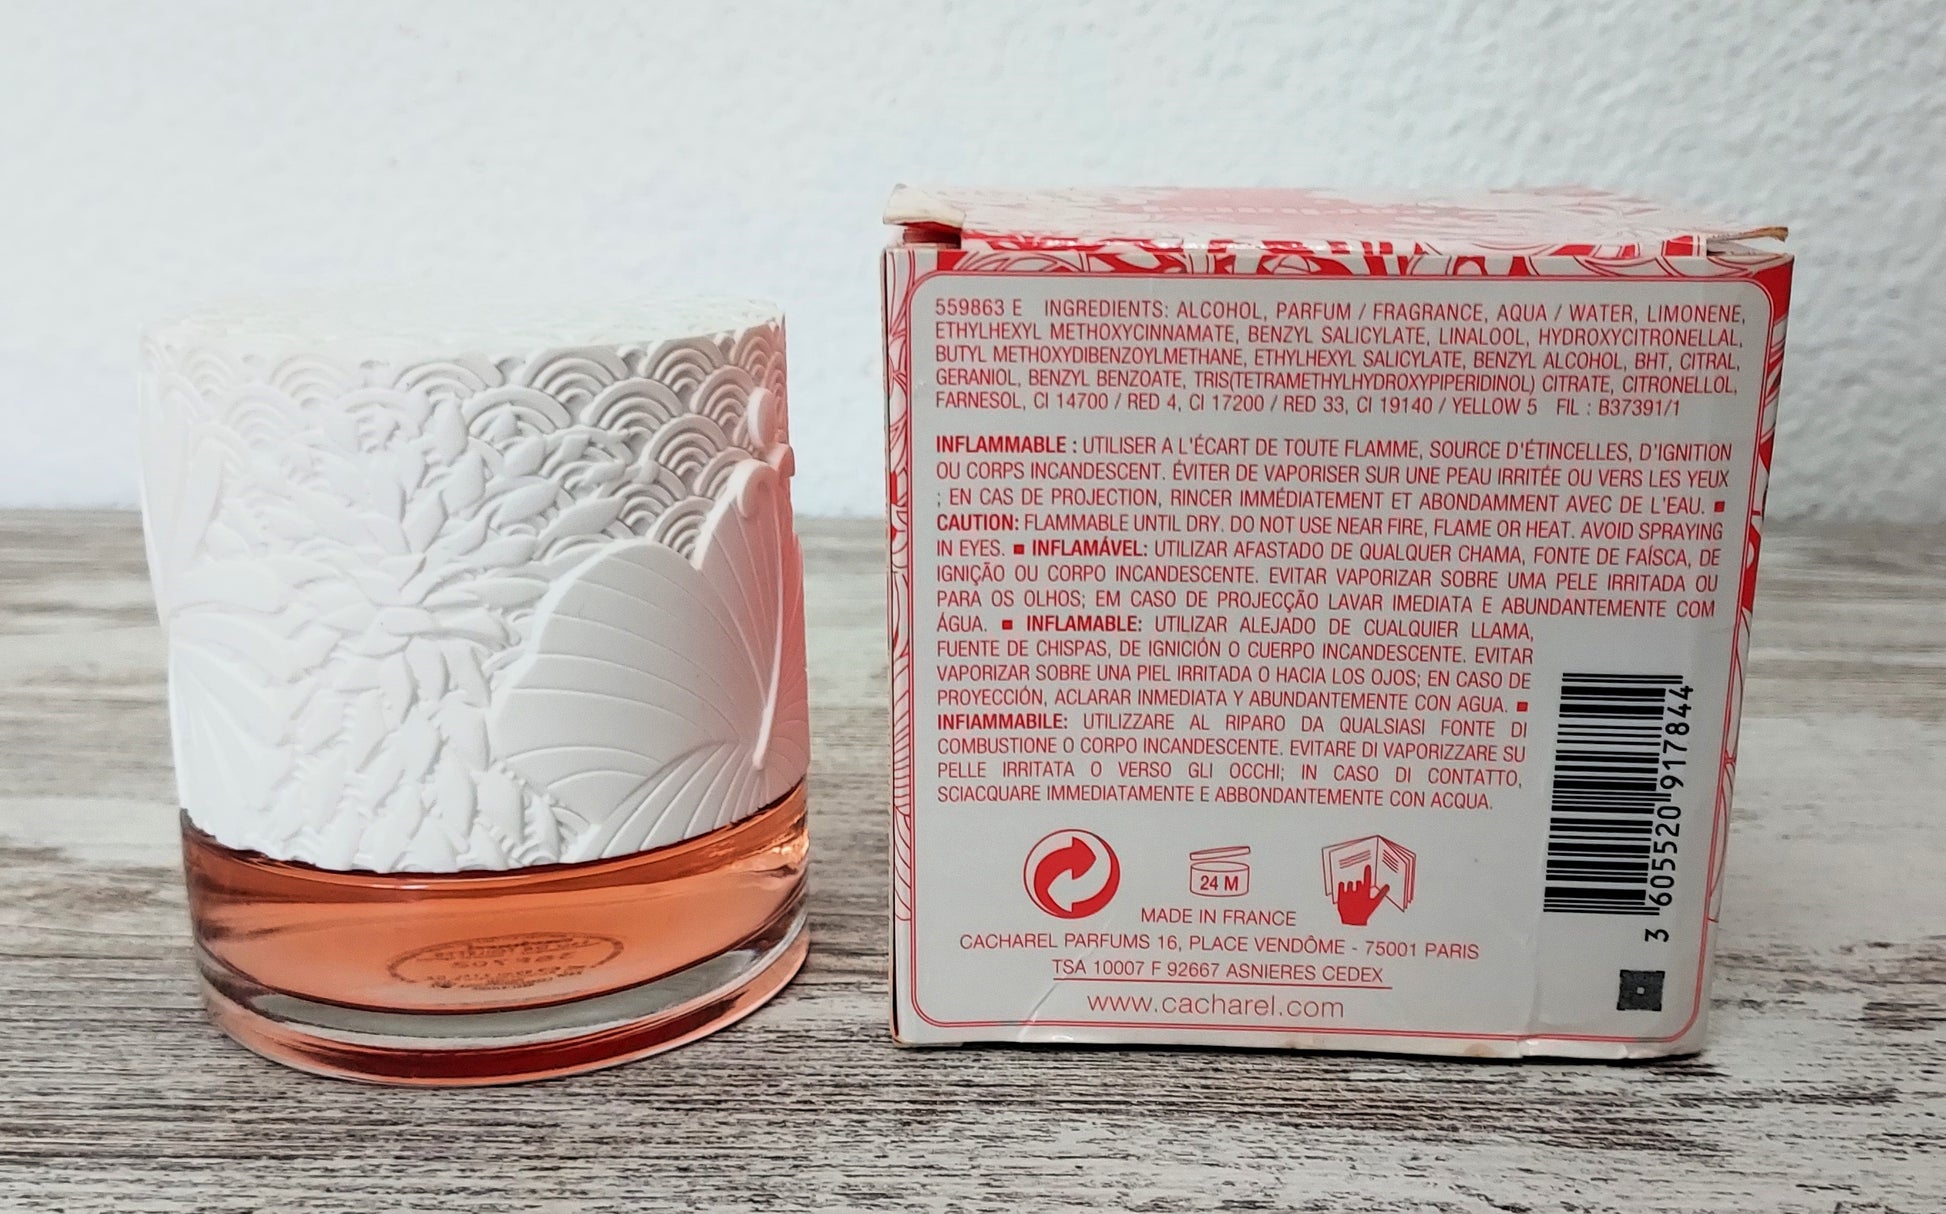 559863 E INGREDIENTS: ALCOHOL, PARFUM / FRAGRANCE, AQUA / WATER, LIMONENE,
ETHYLHEXYL METHOXYCINNAMATE, BENZYL SALICYLATE, LINALOOL, HYDROXYCITRONELLAL,
BUTYL METHOXYDIBENZOYLMETHANE, ETHYLHEXYL SALICYLATE, BENZYL ALCOHOL, BHT, CITRAL,
GERANIOL, BENZYL BENZOATE, TRIS(TETRAMETHYLHYDROXYPIPERIDINOL) CITRATE, CITRONELLOL,
FARNESOL, CI 14700 / RED 4, CI 17200 / RED 33, CI 19140 / YELLOW 5 FIL : B37391/1
INFLAMMABLE : UTILISER A L'ÉCART DE TOUTE FLAMME, SOURCE D'ÉTINCELLES, D'IGNITION
OU CORPS INCANDESCENT. ÉVITER DE VAPORISER SUR UNE PEAU IRRITÉE OU VERS LES YEUX
; EN CAS DE PROJECTION, RINCER IMMÉDIATEMENT ET ABONDAMMENT AVEC DE L'EAU. ■
CAUTION: FLAMMABLE UNTIL DRY. DO NOT USE NEAR FIRE, FLAME OR HEAT. AVOID SPRAYING
IN EYES. ■ INFLAMÁVEL: UTILIZAR AFASTADO DE QUALQUER CHAMA, FONTE DE FAÍSCA, DE
IGNIÇÃO OU CORPO INCANDESCENTE. EVITAR VAPORIZAR SOBRE UMA PELE IRRITADA OU
PARA OS OLHOS; EM CASO DE PROJECÇÃO LAVAR IMEDIATA E ABUNDANTEMENTE COM
ÁGUA. ■ INFLAMABLE: UTILIZAR ALEJADO DE CUALQUIER LLAMA,
FUENTE DE CHISPAS, DE IGNICIÓN O CUERPO INCANDESCENTE. EVITAR
VAPORIZAR SOBRE UNA PIEL IRRITADA O HACIA LOS OJOS; EN CASO DE
PROYECCIÓN, ACLARAR INMEDIATA Y ABUNDANTEMENTE CON AGUA. ■
INFIAMMABILE: UTILIZZARE AL RIPARO DA QUALSIASI FONTE DI
COMBUSTIONE O CORPO INCANDESCENTE. EVITARE DI VAPORIZZARE SU
PELLE IRRITATA O VERSO GLI OCCHI; IN CASO DI CONTATTO,
SCIACQUARE IMMEDIATAMENTE E ABBONDANTEMENTE CON ACQUA.
24 M
MADE IN FRANCE
CACHAREL PARFUMS 16, PLACE VENDÔME - 75001 PARIS
TSA 10007 F 92667 ASNIERES CEDEX
www.cacharel.com
3 605520 917844